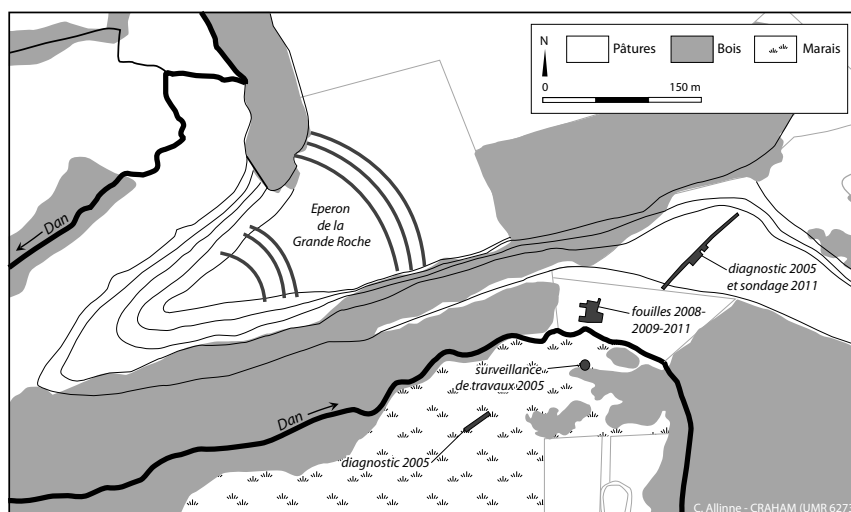 N
Pâtures
Bois
Marais
0
150 m
Eperon
de la
Grande Roche
Dan
diagnostic 2005
et sondage 2011
fouilles 2008-
2009-2011
surveillance
de travaux 2005
Dan
diagnostic 2005
C. Allinne - CRAHAM (UMR 6273